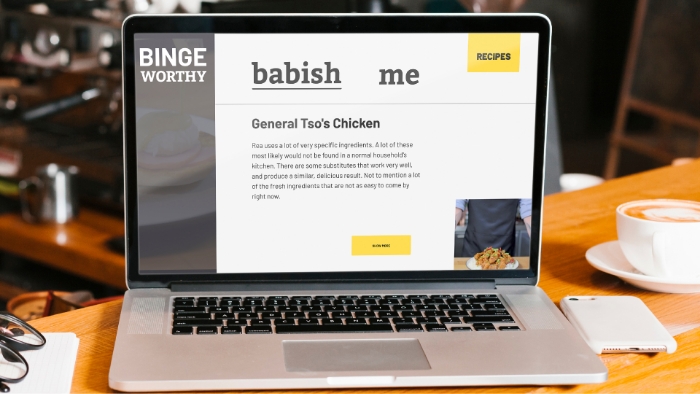 BINGE
WORTHY
babish me
RECIPES
General Tso's Chicken
Rea uses a lot of very specific ingredients. A lot of these
most likely would not be found in a normal household's
kitchen. There are some substitutes that work very well,
and produce a similar, delicious result. Not to mention a lot
of the fresh ingredients that are not as easy to come by
right now.